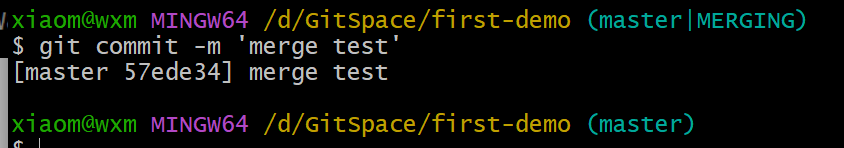 xiaom@wxm MINGW64 /d/GitSpace/first-demo (master|MERGING)
$ git commit -m 'merge test'
[master 57ede34] merge test
xiaom@wxm MINGW64 /d/GitSpace/first-demo (master)
$